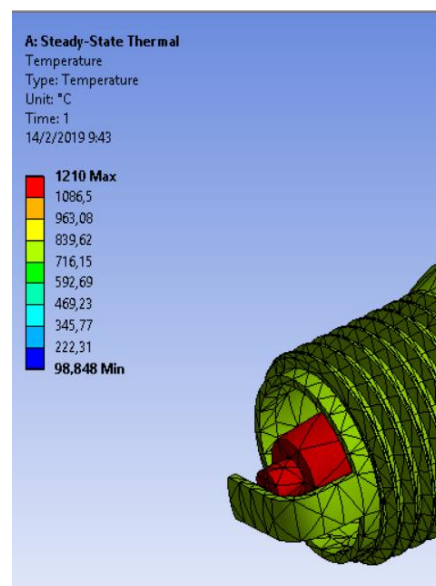 A: Steady-State Thermal
Temperature
Type: Temperature
Unit: °C
Time: 1
14/2/2019 9:43
1210 Max
1086,5
963,08
839,62
716,15
592,69
469,23
345,77
222,31
98,848 Min